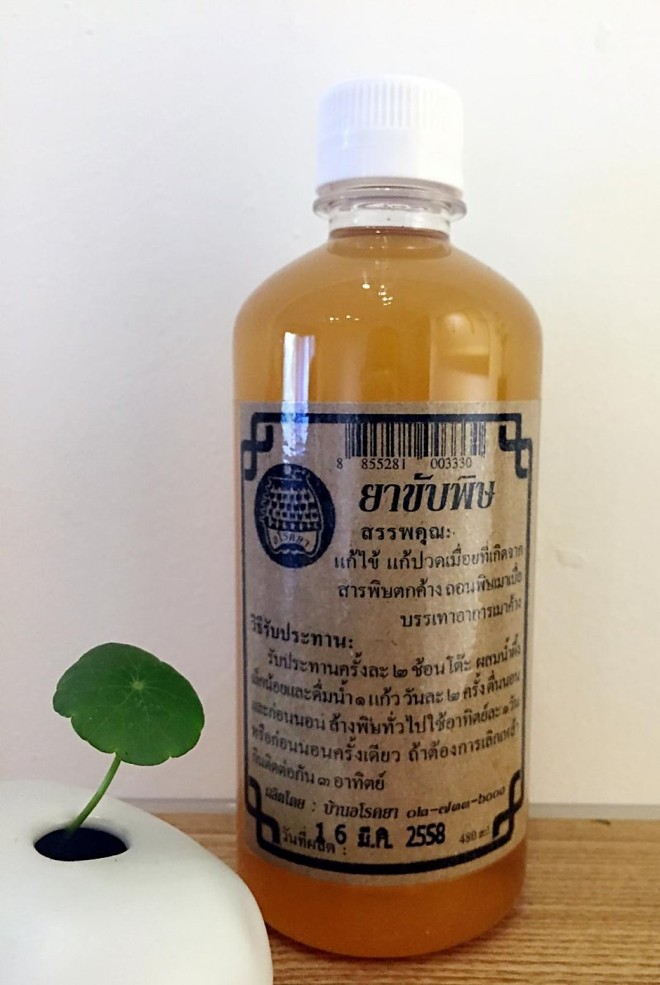 8 855281 003330
ยาขับพิษ
อโรคยา
สรรพคุณ:
แก้ไข้ แก้ปวดเมื่อยที่เกิดจาก
สารพิษตกค้าง ถอนพิษเมาเบื่อ
บรรเทาอาการเมาค้าง
วิธีรับประทาน:
รับประทานครั้งละ ๒ ช้อนโต๊ะ ผสมน้ำผึ้ง
เล็กน้อยและดื่มน้ำ ๑ แก้ว วันละ ๒ ครั้ง ตื่นนอน
และก่อนนอน ล้างพิษทั่วไปใช้อาทิตย์ละ ๑ วัน
หรือก่อนนอนครั้งเดียว ถ้าต้องการเลิกเหล้า
กินติดต่อกัน ๓ อาทิตย์
ผลิตโดย : บ้านอโรคยา
วันที่ผลิต : 16 มี.ค. 2558 480